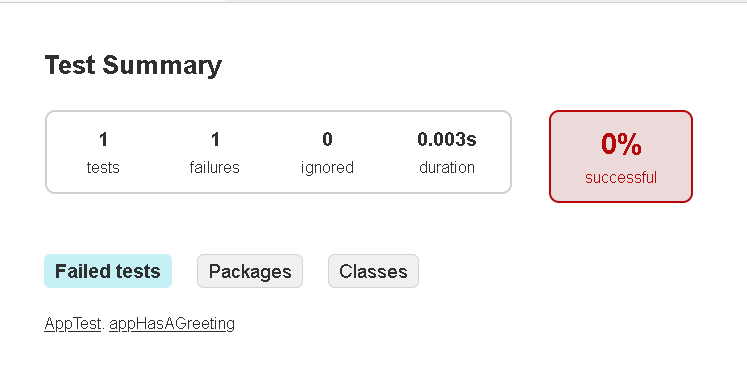 Test Summary
1 1 0 0.003s 0%
tests failures ignored duration successful
Failed tests Packages Classes
AppTest. appHasAGreeting